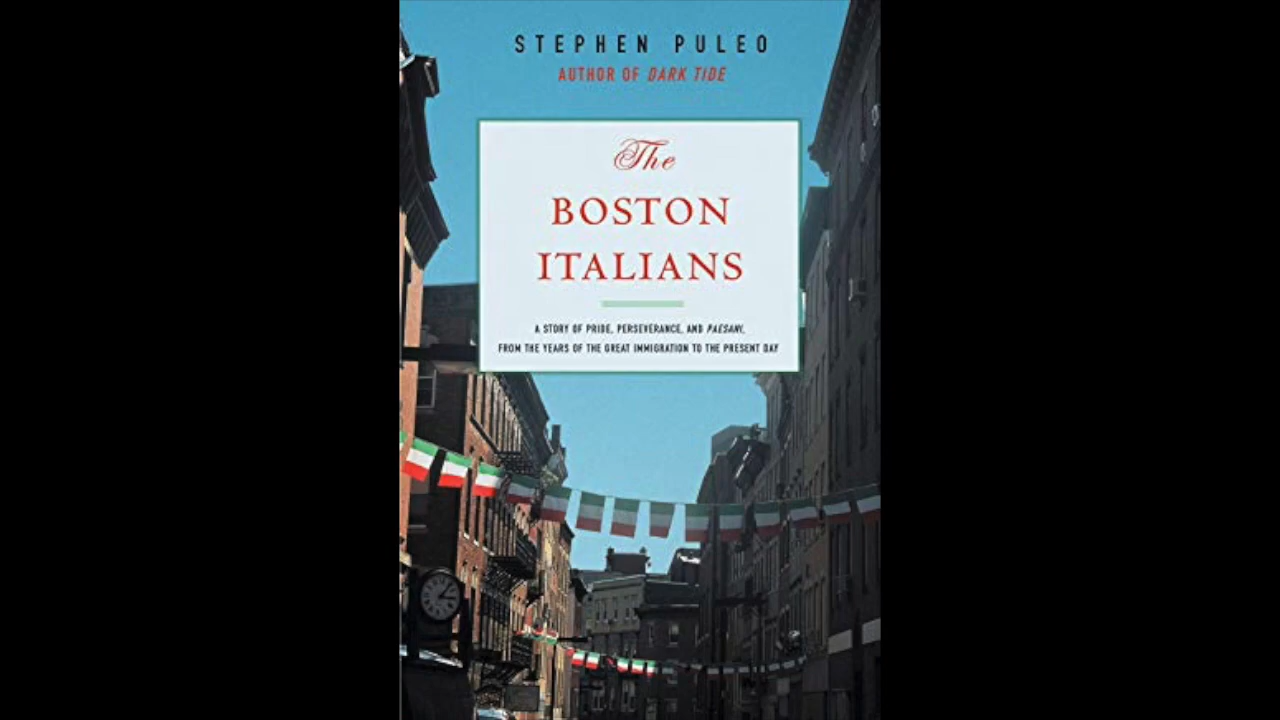 STEPHEN PULEO
AUTHOR OF DARK TIDE
The
BOSTON
ITALIANS
A STORY OF PRIDE, PERSEVERANCE, AND PAESANI,
FROM THE YEARS OF THE GREAT IMMIGRATION TO THE PRESENT DAY